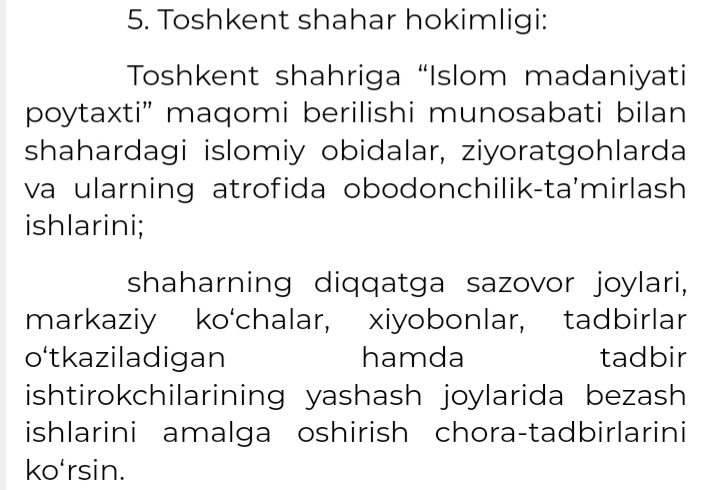 5. Toshkent shahar hokimligi:
Toshkent shahriga “Islom madaniyati
poytaxti” maqomi berilishi munosabati bilan
shahardagi islomiy obidalar, ziyoratgohlarda
va ularning atrofida obodonchilik-ta’mirlash
ishlarini;
shaharning diqqatga sazovor joylari,
markaziy ko‘chalar, xiyobonlar, tadbirlar
o‘tkaziladigan hamda tadbir
ishtirokchilarining yashash joylarida bezash
ishlarini amalga oshirish chora-tadbirlarini
ko‘rsin.